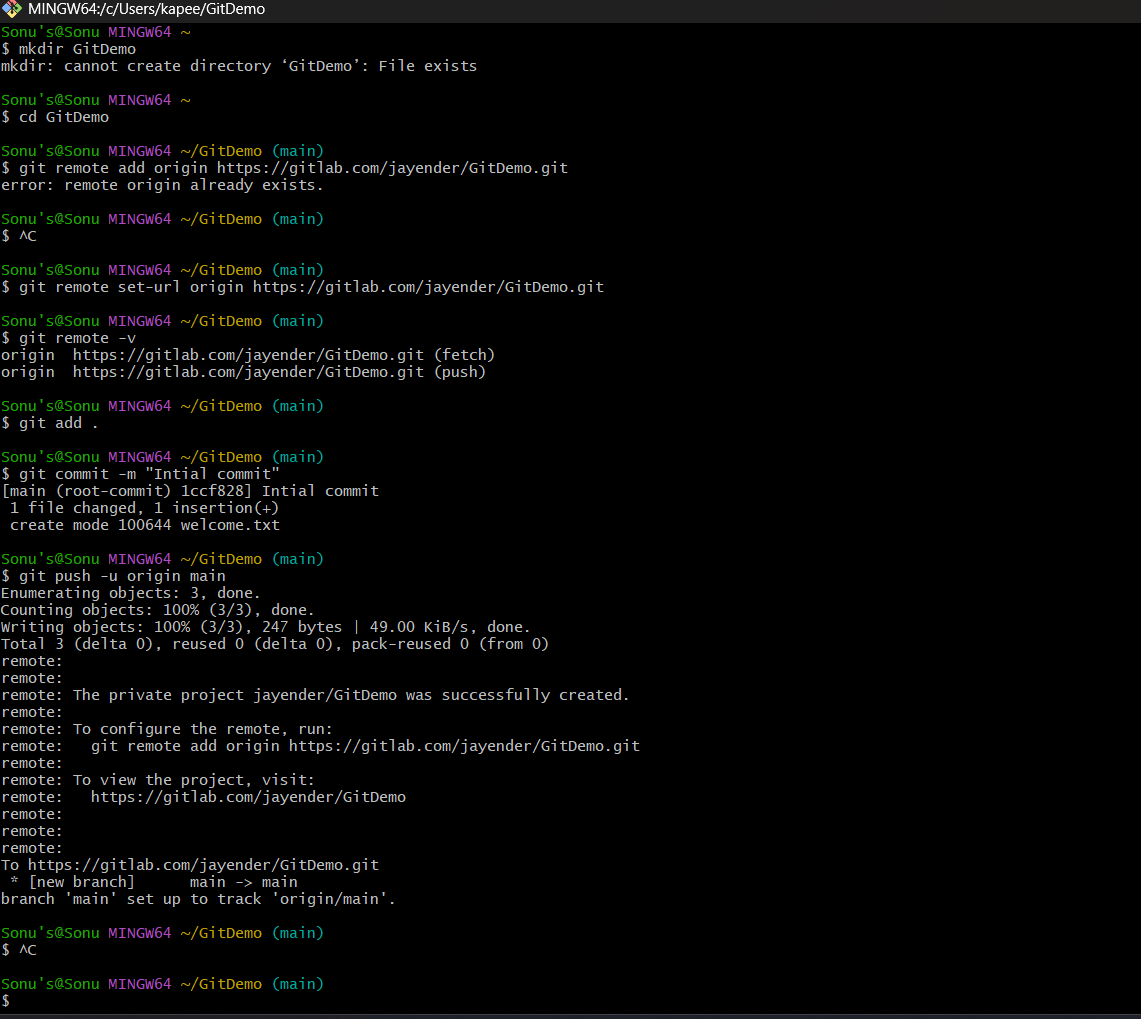 MINGW64:/c/Users/kapee/GitDemo
Sonu's@Sonu MINGW64 ~
$ mkdir GitDemo
mkdir: cannot create directory ‘GitDemo’: File exists
Sonu's@Sonu MINGW64 ~
$ cd GitDemo
Sonu's@Sonu MINGW64 ~/GitDemo (main)
$ git remote add origin https://gitlab.com/jayender/GitDemo.git
error: remote origin already exists.
Sonu's@Sonu MINGW64 ~/GitDemo (main)
$ ^C
Sonu's@Sonu MINGW64 ~/GitDemo (main)
$ git remote set-url origin https://gitlab.com/jayender/GitDemo.git
Sonu's@Sonu MINGW64 ~/GitDemo (main)
$ git remote -v
origin  https://gitlab.com/jayender/GitDemo.git (fetch)
origin  https://gitlab.com/jayender/GitDemo.git (push)
Sonu's@Sonu MINGW64 ~/GitDemo (main)
$ git add .
Sonu's@Sonu MINGW64 ~/GitDemo (main)
$ git commit -m "Intial commit"
[main (root-commit) 1ccf828] Intial commit
 1 file changed, 1 insertion(+)
 create mode 100644 welcome.txt
Sonu's@Sonu MINGW64 ~/GitDemo (main)
$ git push -u origin main
Enumerating objects: 3, done.
Counting objects: 100% (3/3), done.
Writing objects: 100% (3/3), 247 bytes | 49.00 KiB/s, done.
Total 3 (delta 0), reused 0 (delta 0), pack-reused 0 (from 0)
remote:
remote:
remote: The private project jayender/GitDemo was successfully created.
remote:
remote: To configure the remote, run:
remote:   git remote add origin https://gitlab.com/jayender/GitDemo.git
remote:
remote: To view the project, visit:
remote:   https://gitlab.com/jayender/GitDemo
remote:
remote:
remote:
To https://gitlab.com/jayender/GitDemo.git
 * [new branch]      main -> main
branch 'main' set up to track 'origin/main'.
Sonu's@Sonu MINGW64 ~/GitDemo (main)
$ ^C
Sonu's@Sonu MINGW64 ~/GitDemo (main)
$